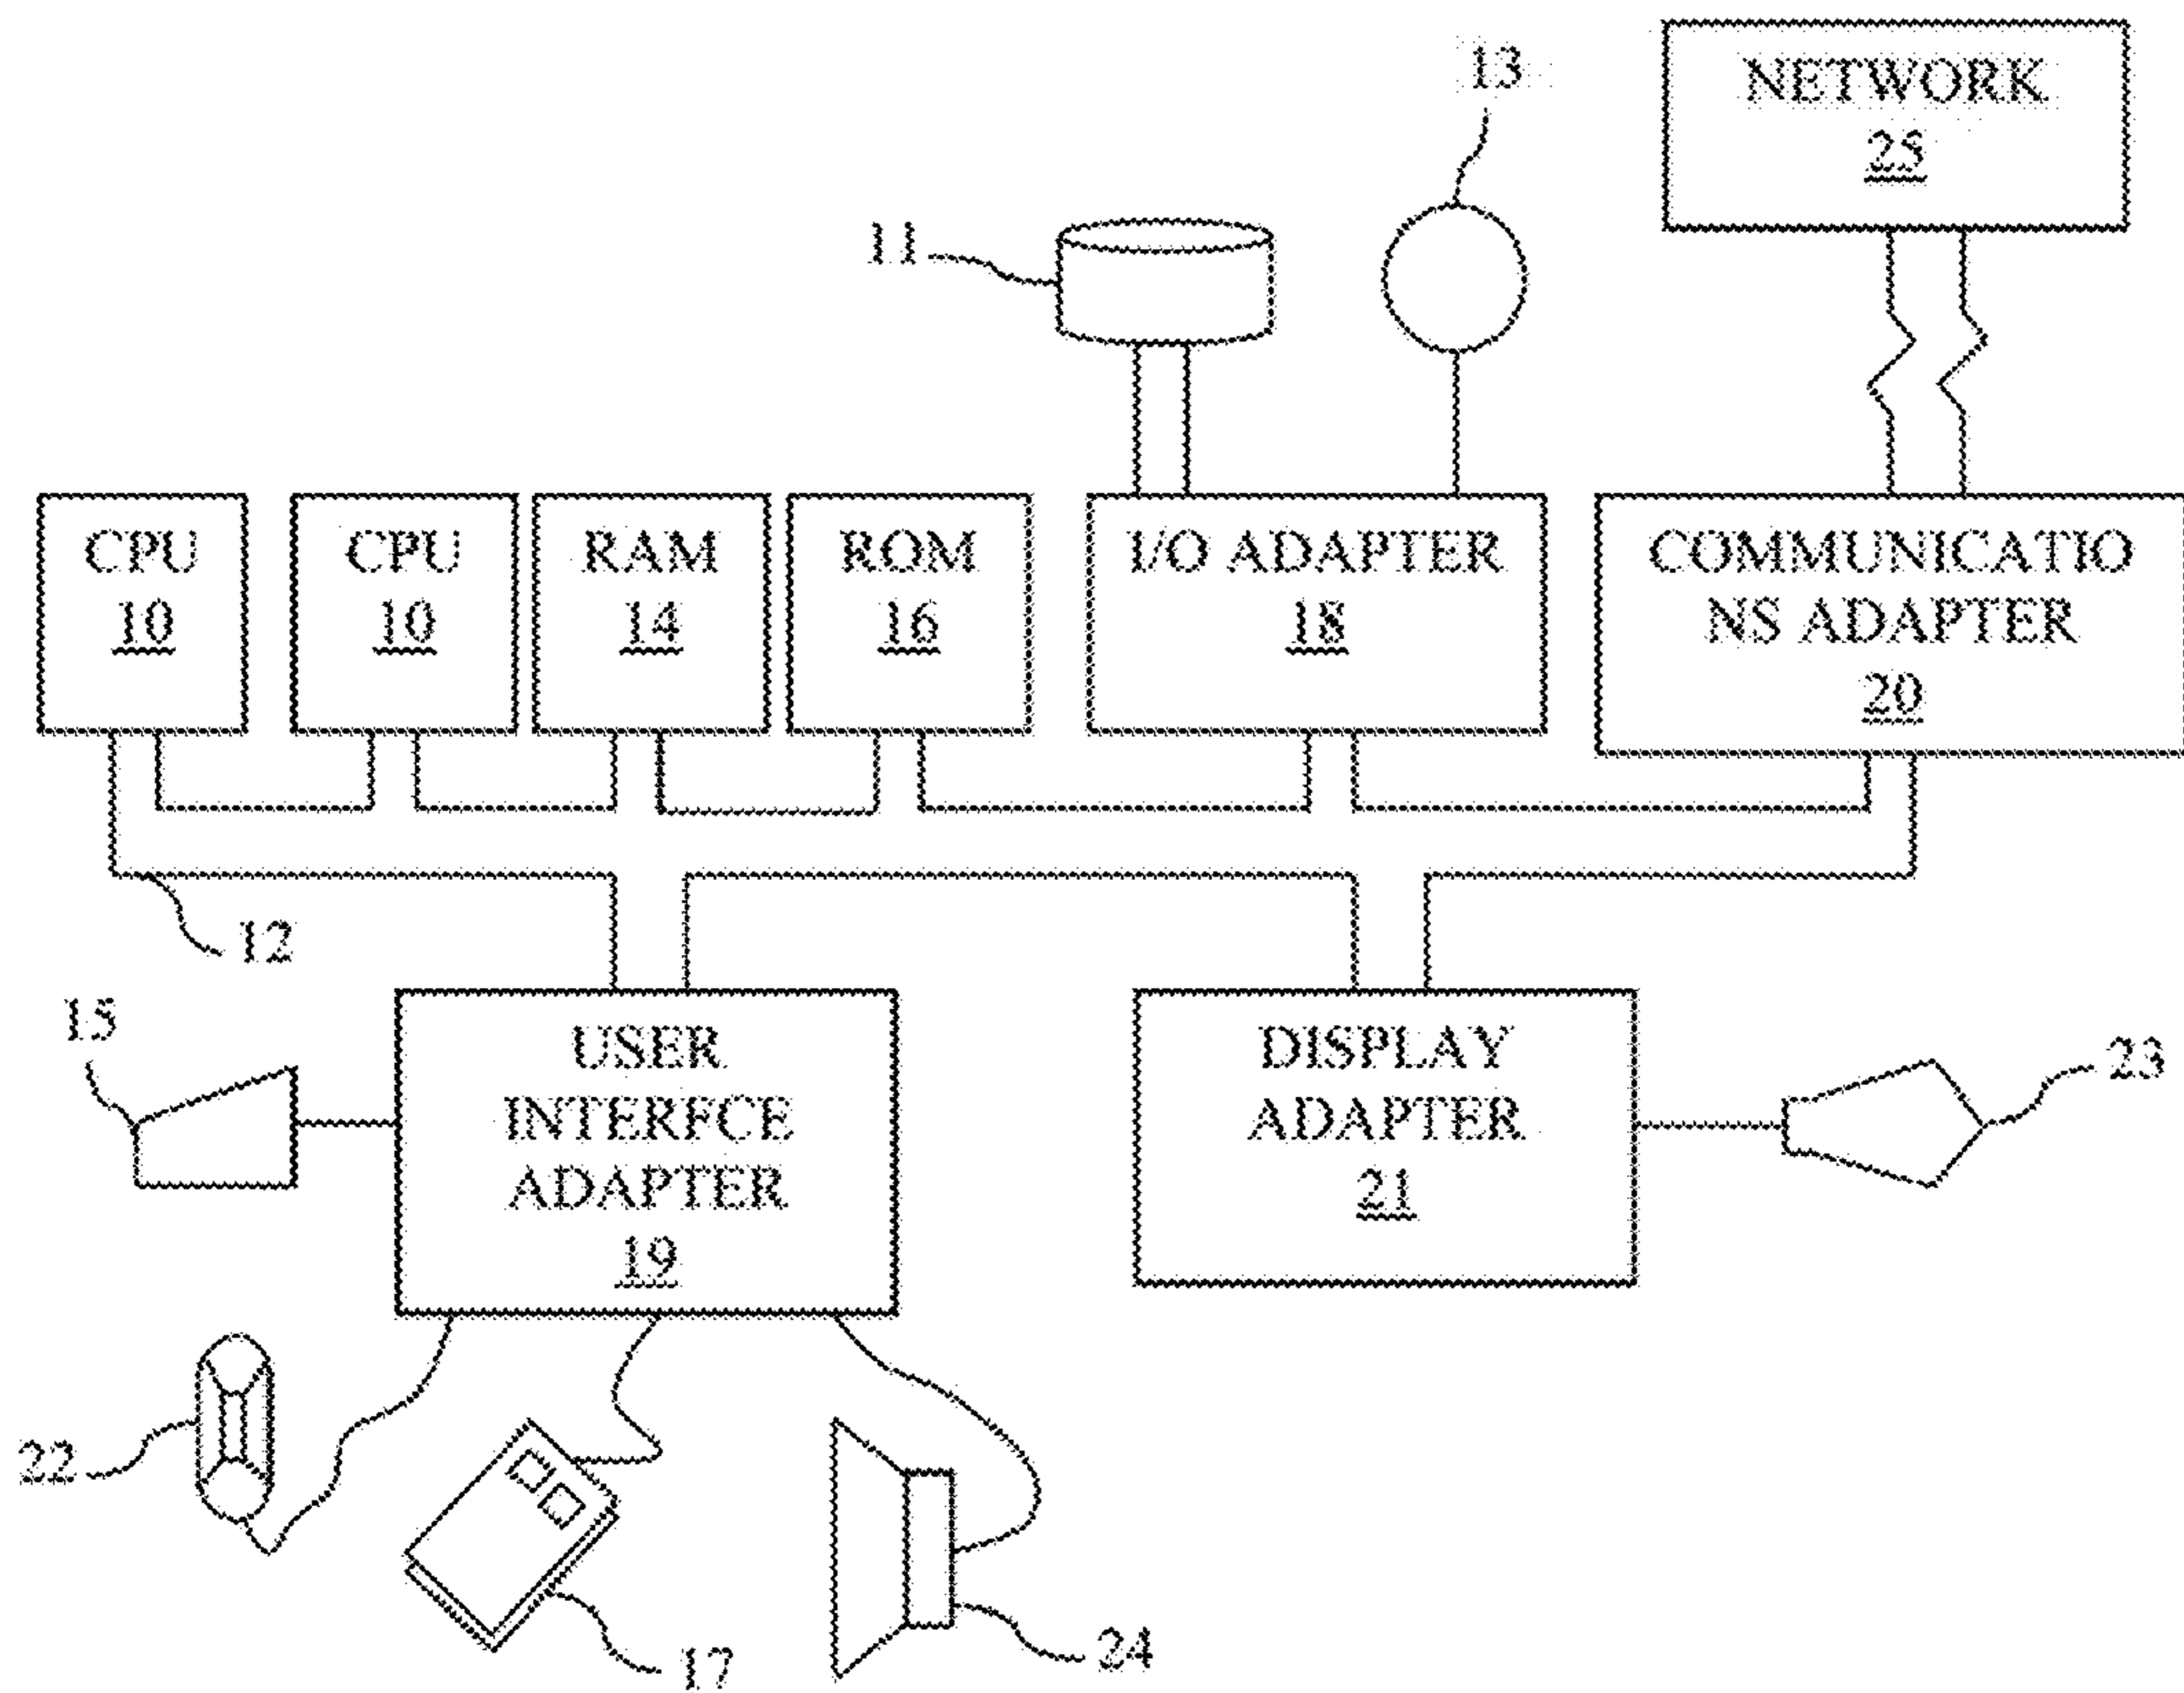 13
NETWORK
25
11
CPU
10
CPU
10
RAM
14
ROM
16
I/O ADAPTER
18
COMMUNICATIO
NS ADAPTER
20
12
15
USER
INTERFCE
ADAPTER
19
DISPLAY
ADAPTER
21
23
22
17
24